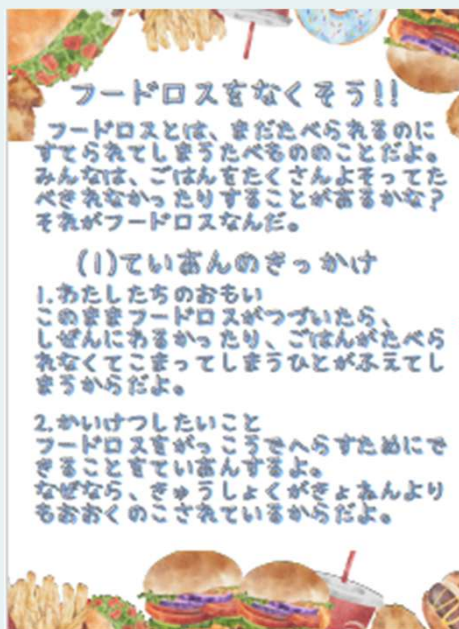 フードロスをなくそう!!
フードロスとは、まだたべられるのに
すてられてしまうたべもののことだよ。
みんなは、ごはんをたくさんよそってた
べきれなかったりすることがあるかな?
それがフードロスなんだ。
(1)ていあんのきっかけ
1.わたしたちのおもい
このままフードロスがつづいたら、
しぜんにわるかったり、ごはんがたべら
れなくてこまってしまうひとがふえてし
まうからだよ。
2.かいけつしたいこと
フードロスをがっこうでへらすためにで
きることをていあんするよ。
なぜなら、きゅうしょくがきょねんより
もおおくのこされているからだよ。